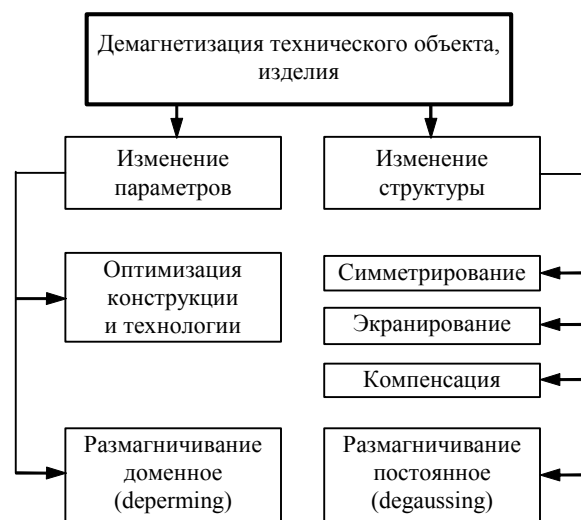 Демагнетизация технического объекта,
изделия
Изменение
параметров
Изменение
структуры
Оптимизация
конструкции
и технологии
Симметрирование
Экранирование
Компенсация
Размагничивание
доменное
(deperming)
Размагничивание
постоянное
(degaussing)